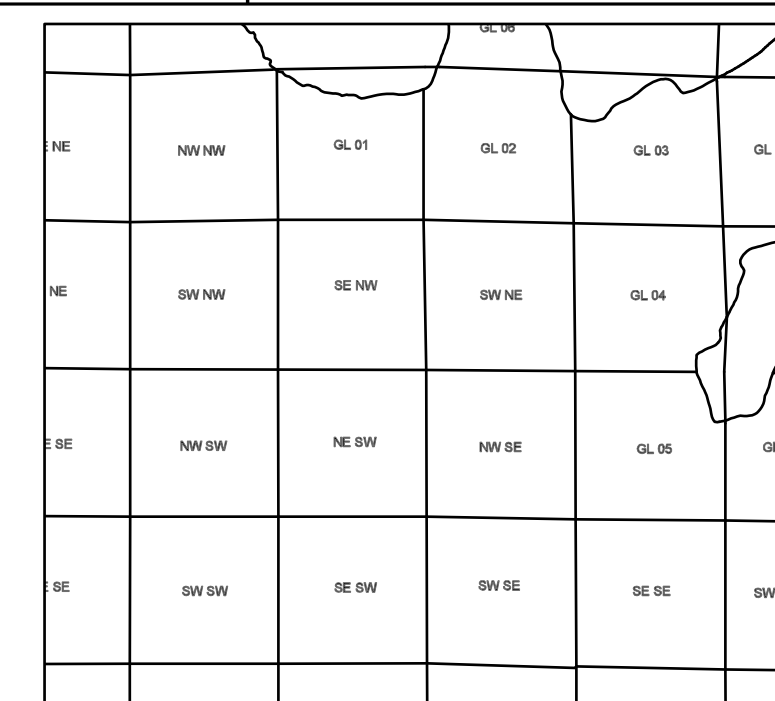 GL 06
NE
NW NW
GL 01
GL 02
GL 03
GL
NE
SW NW
SE NW
SW NE
GL 04
E SE
NW SW
NE SW
NW SE
GL 05
SE
SW SW
SE SW
SW SE
SE SE
SW